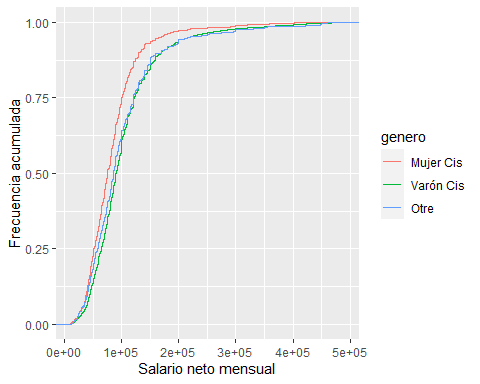 1.00
0.75
0.50
0.25
0.00
Frecuencia acumulada
0e+00 1e+05 2e+05 3e+05 4e+05 5e+05
Salario neto mensual
genero
Mujer Cis
Varón Cis
Otre